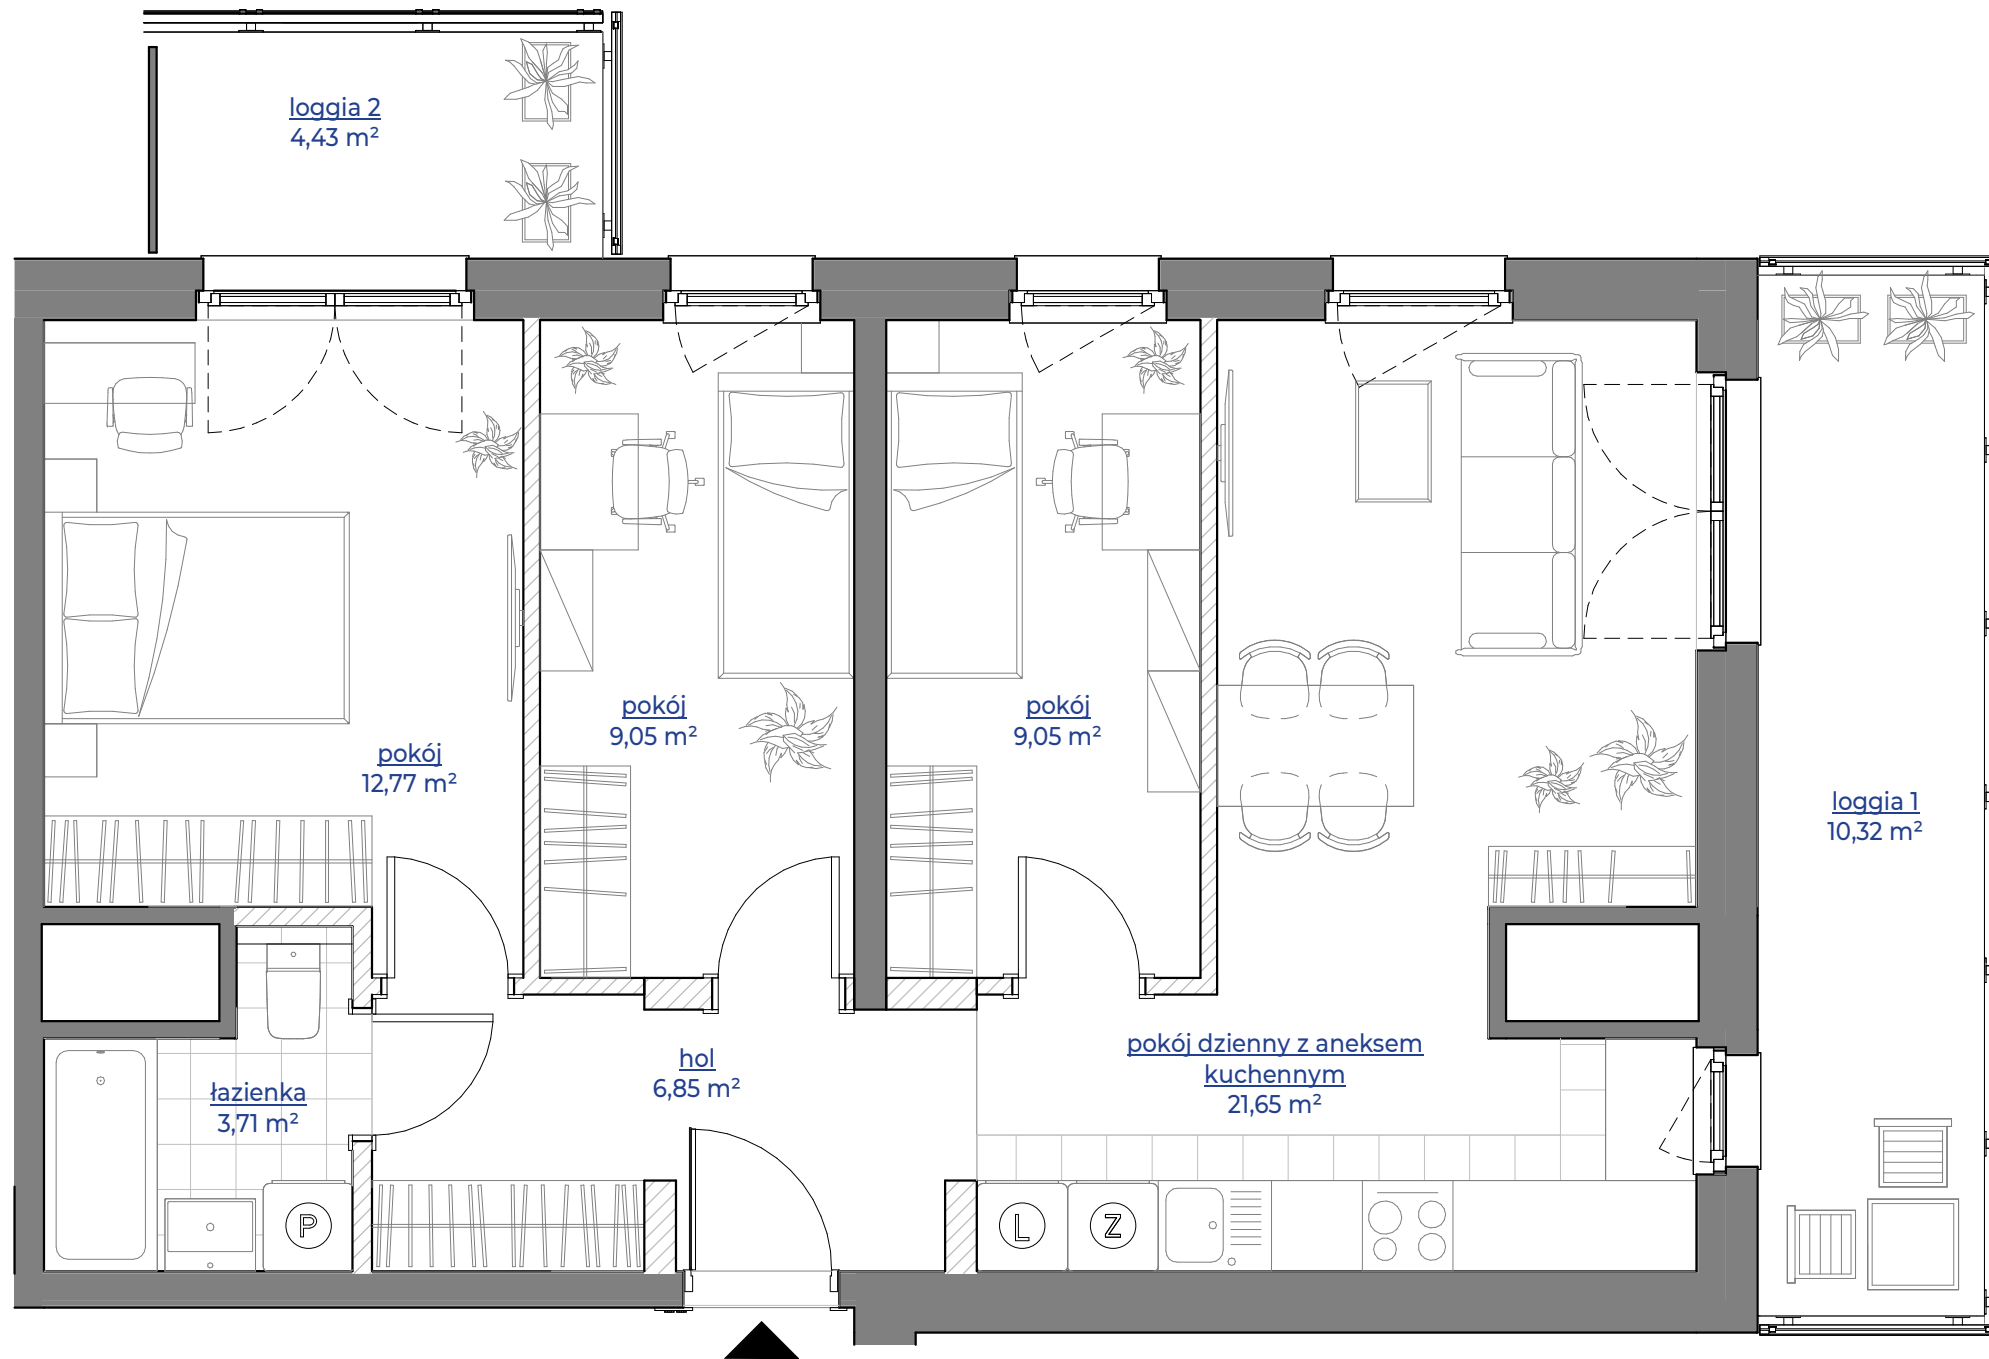 loggia 2
4,43 m²
pokój
12,77 m²
pokój
9,05 m²
pokój
9,05 m²
loggia 1
10,32 m²
łazienka
3,71 m²
hol
6,85 m²
pokój dzienny z aneksem
kuchennym
21,65 m²
P
L
Z